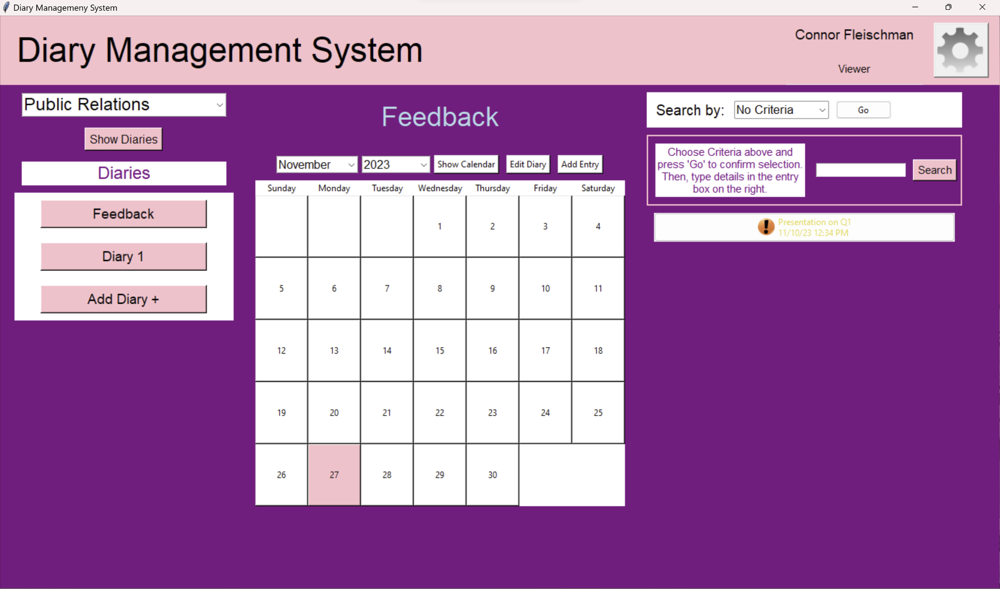 Diary Managemeny System
Diary Management System
Connor Fleischman
Viewer
Public Relations
Show Diaries
Diaries
Feedback
Diary 1
Add Diary +
Feedback
November 2023 Show Calendar Edit Diary Add Entry
Sunday Monday Tuesday Wednesday Thursday Friday Saturday
1 2 3 4
5 6 7 8 9 10 11
12 13 14 15 16 17 18
19 20 21 22 23 24 25
26 27 28 29 30
Search by: No Criteria Go
Choose Criteria above and
press 'Go' to confirm selection.
Then, type details in the entry
box on the right.
Search
Presentation on Q1
11/10/23 12:34 PM